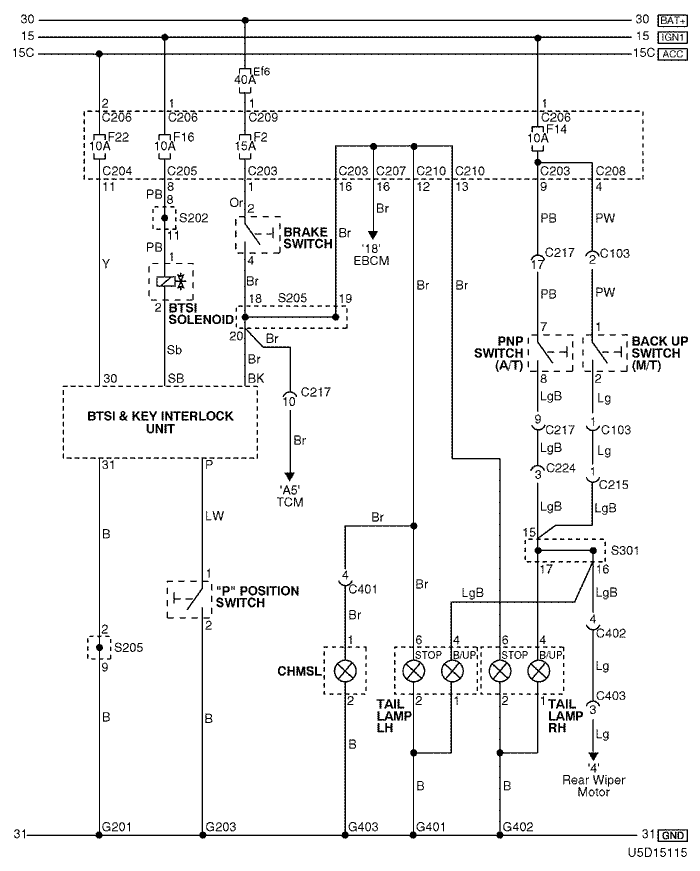 30 30 BAT+
15 15 IGN1
15C 15C ACC
Ef6
40A
2 1 1 1
C206 C206 C209 C206
F22 F16 F2 F14
10A 10A 15A 10A
C204 C205 C203 C203 C207 C210 C210 C203 C208
11 8 1 16 16 12 13 9 4
PB 8 Or 2 Br PB PW
S202 BRAKE
SWITCH Br
11 '18'
EBCM
PB 4 C217 C103
17 2
Y 1 Br Br Br PB PW
2 BTSI
SOLENOID
18 S205 19
20 Br
7 1
PNP
SWITCH
(A/T)
BACK UP
SWITCH
(M/T)
Sb Br 8 2
30 SB BK C217
10
LgB Lg
BTSI & KEY INTERLOCK
UNIT
9 C217 1 C103
Br LgB Lg
31 P 3 C224 1 C215
'A5'
TCM
LgB LgB
B LW Br 15 S301
17 16
1 4 C401 Br LgB LgB
"P" POSITION
SWITCH
Br 4 C402
2 2
S205
9
1 6 4 6 4
STOP B/UP STOP B/UP
Lg
CHMSL
2 2 1 2 1
C403
3
TAIL
LAMP
LH
TAIL
LAMP
RH
B B B Lg
'4'
Rear Wiper
Motor
B B
G201 G203 G403 G401 G402
31 31 GND
U5D15115